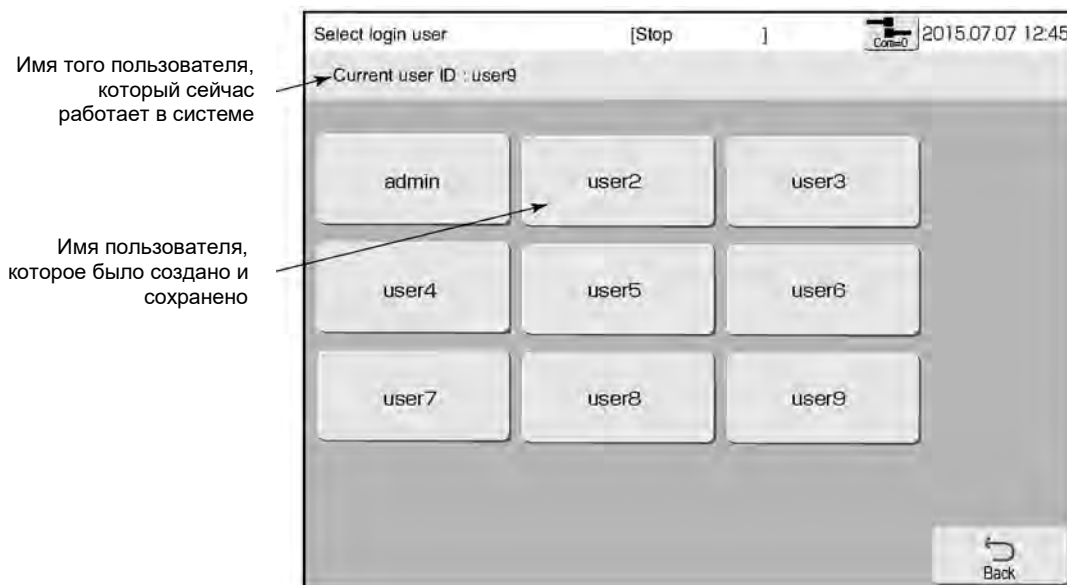 Select login user [Stop ] Com=0 2015.07.07 12:45
Имя того пользователя,
который сейчас
работает в системе
Current user ID : user9
admin user2 user3
Имя пользователя,
которое было создано и
сохранено
user4 user5 user6
user7 user8 user9
Back